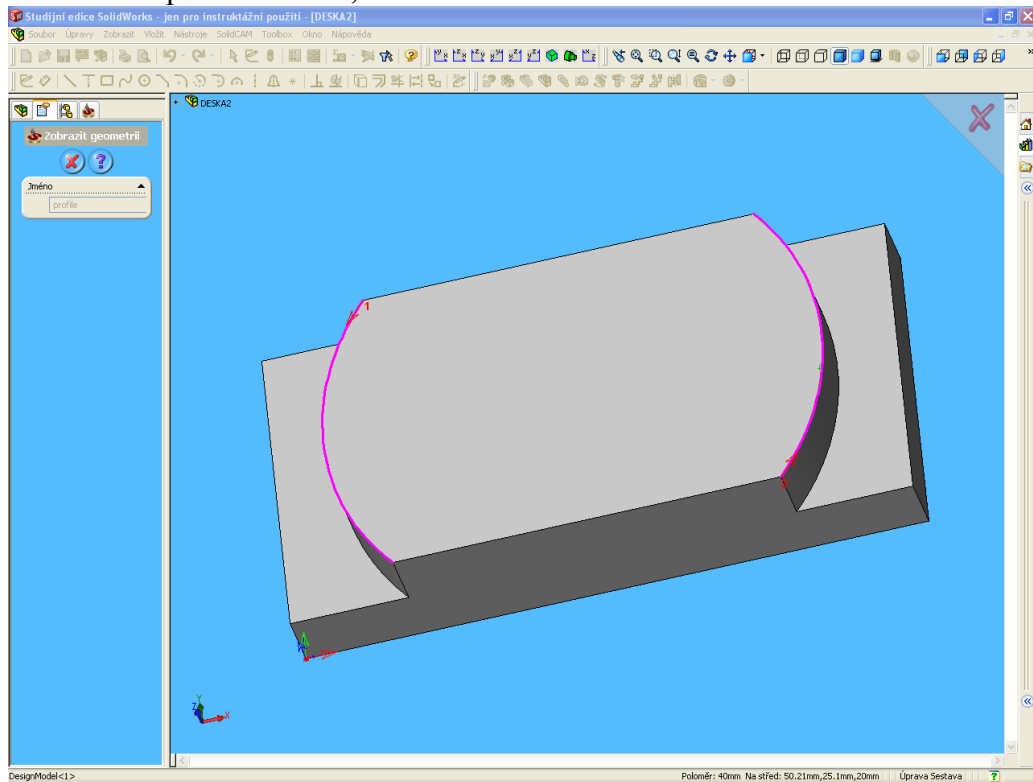 Studijní edice SolidWorks - jen pro instruktážní použití - [DESKA2]
Soubor Úpravy Zobrazit Vložit Nástroje SolidCAM Toolbox Okno Nápověda
DESKA2
Zobrazit geometrii
Jméno
profile
1
2
Y
Z
X
DesignModel<1>
Poloměr: 40mm Na střed: 50.21mm,25.1mm,20mm
Úprava Sestava